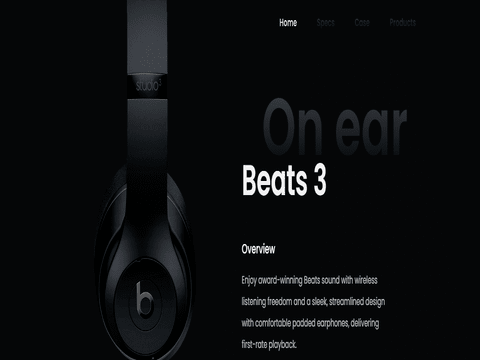 Home Specs Case Products
studio3
On ear
Beats 3
Overview
Enjoy award-winning Beats sound with wireless
listening freedom and a sleek, streamlined design
with comfortable padded earphones, delivering
first-rate playback.
b